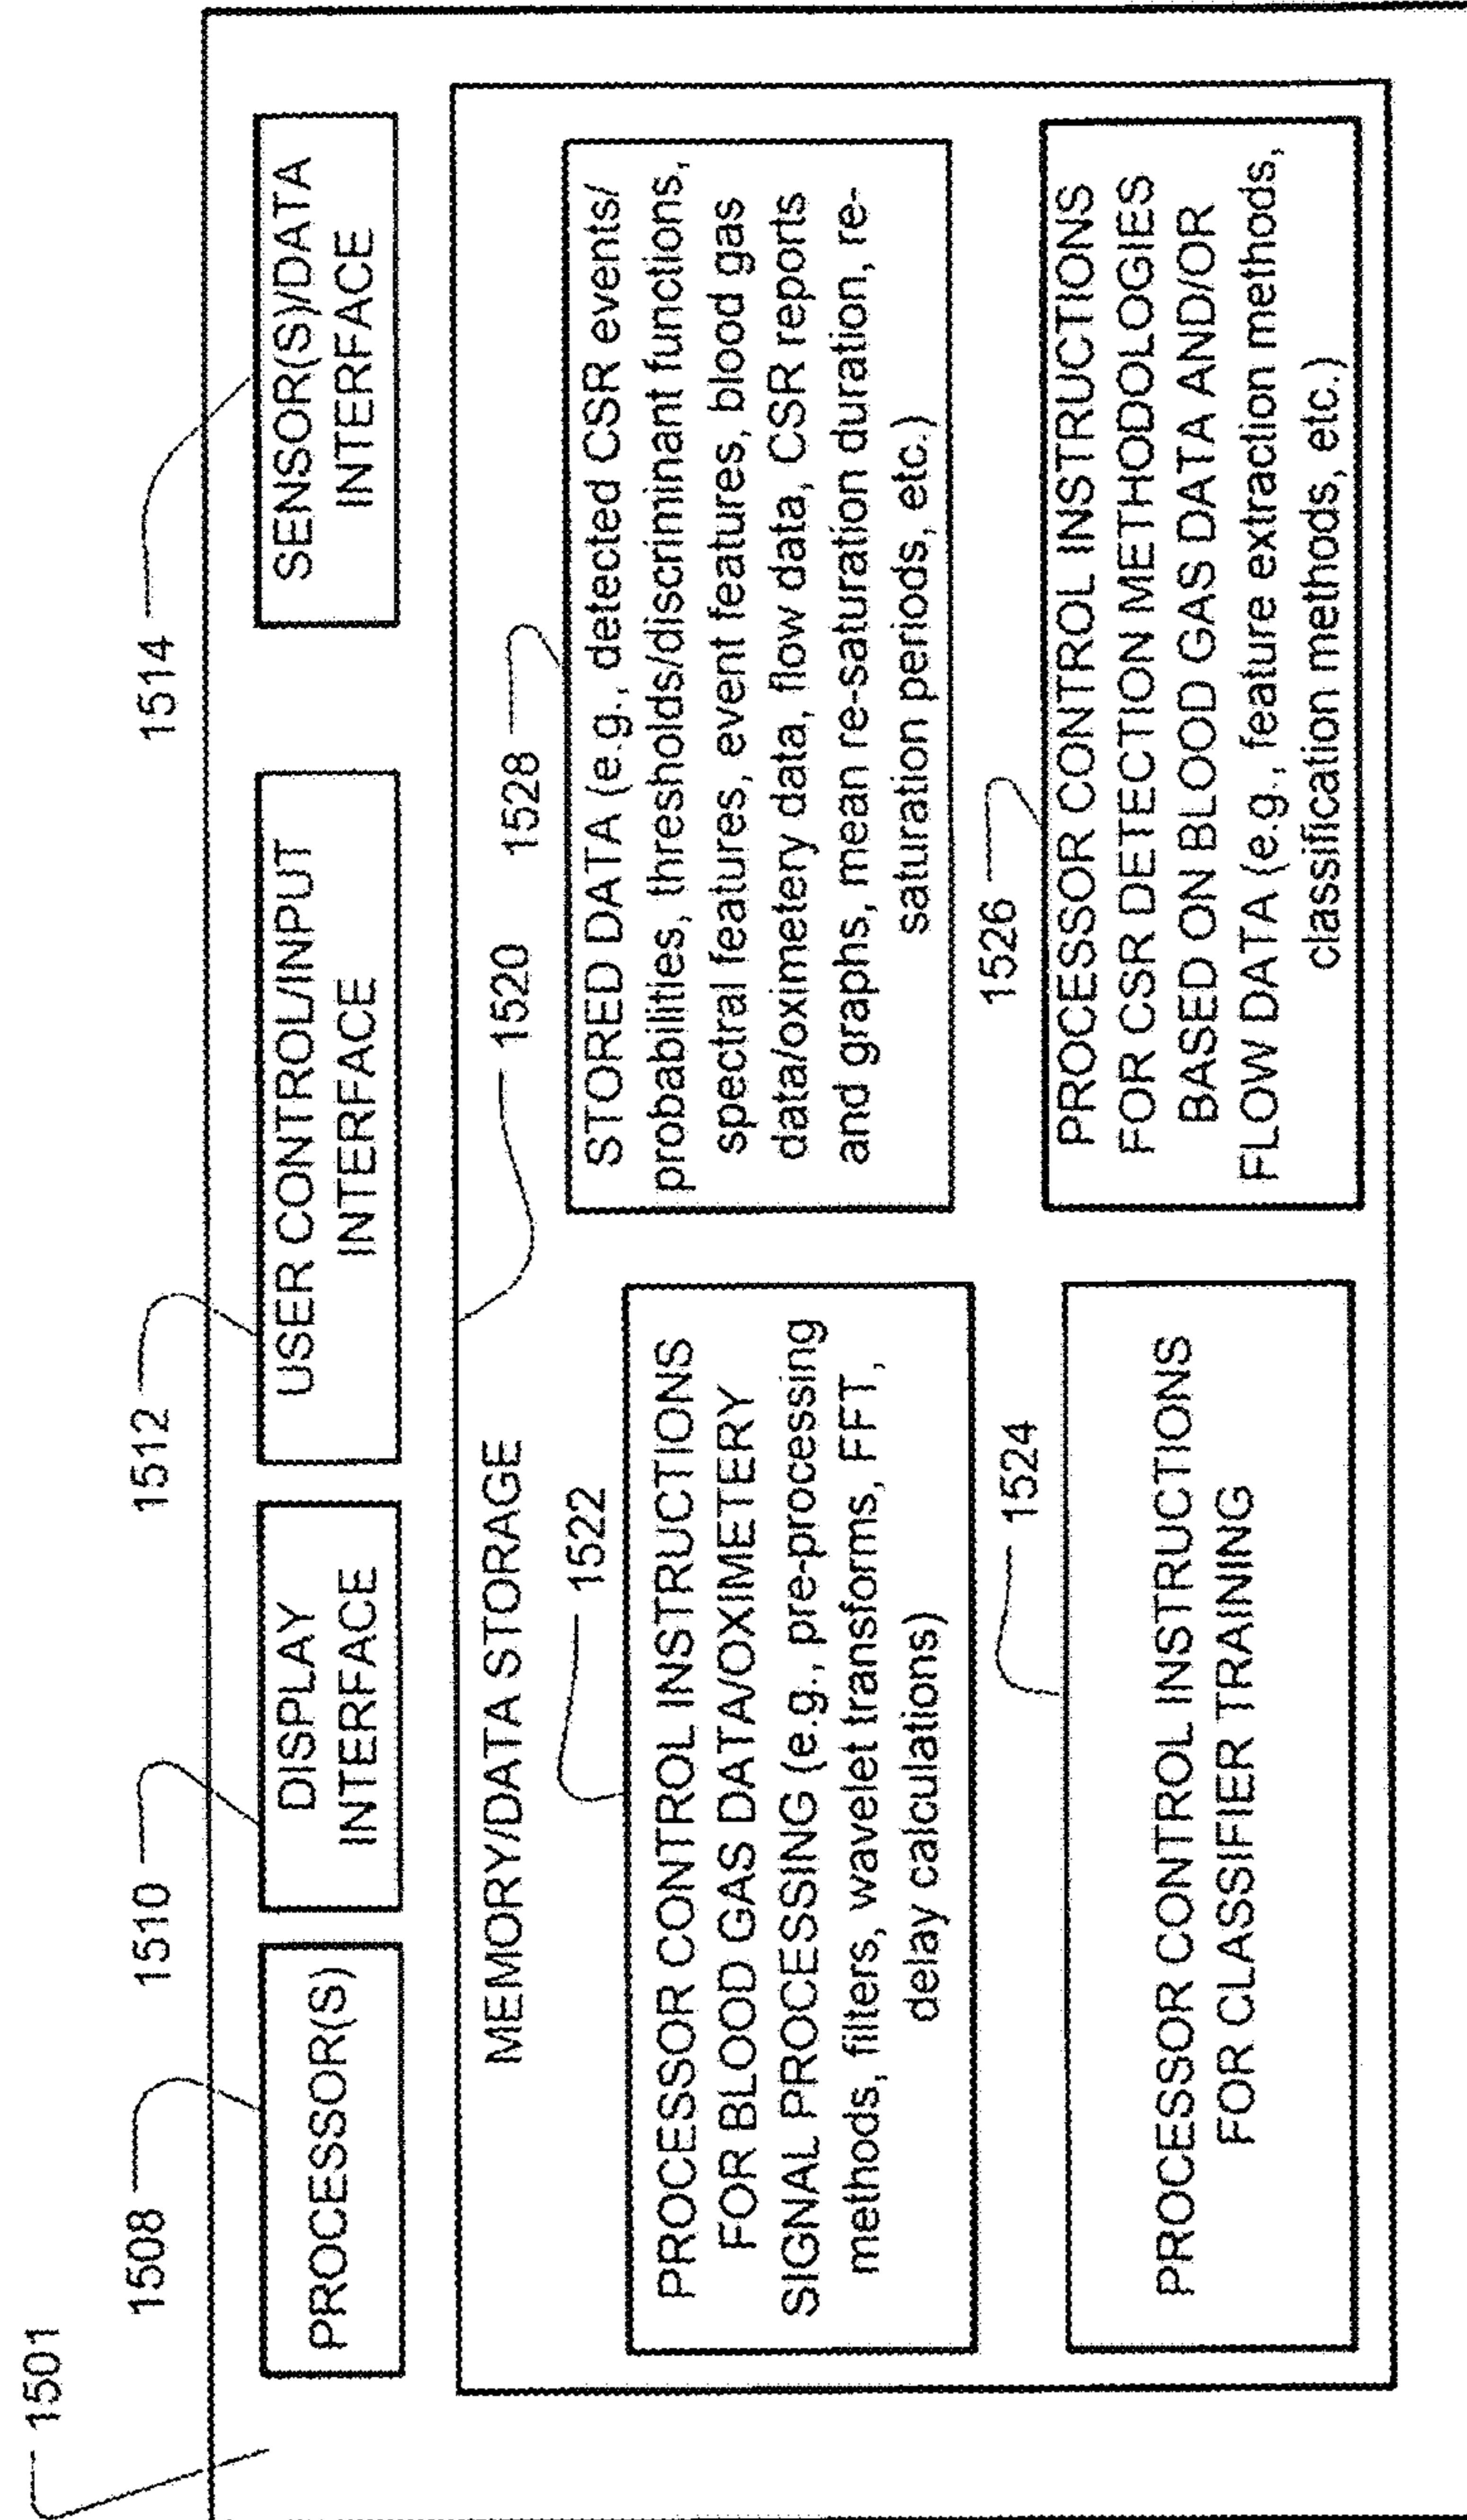 1501
1508
1510
1512
1514
PROCESSOR(S)
DISPLAY
INTERFACE
USER CONTROL/INPUT
INTERFACE
SENSOR(S)/DATA
INTERFACE
MEMORY/DATA STORAGE
1520
1522
PROCESSOR CONTROL INSTRUCTIONS
FOR BLOOD GAS DATA/OXIMETERY
SIGNAL PROCESSING (e.g., pre-processing
methods, filters, wavelet transforms, FFT,
delay calculations)
1528
STORED DATA (e.g., detected CSR events/
probabilities, thresholds/discriminant functions,
spectral features, event features, blood gas
data/oximetery data, flow data, CSR reports
and graphs, mean re-saturation duration, re-
saturation periods, etc.)
1524
PROCESSOR CONTROL INSTRUCTIONS
FOR CLASSIFIER TRAINING
1526
PROCESSOR CONTROL INSTRUCTIONS
FOR CSR DETECTION METHODOLOGIES
BASED ON BLOOD GAS DATA AND/OR
FLOW DATA (e.g., feature extraction methods,
classification methods, etc.)